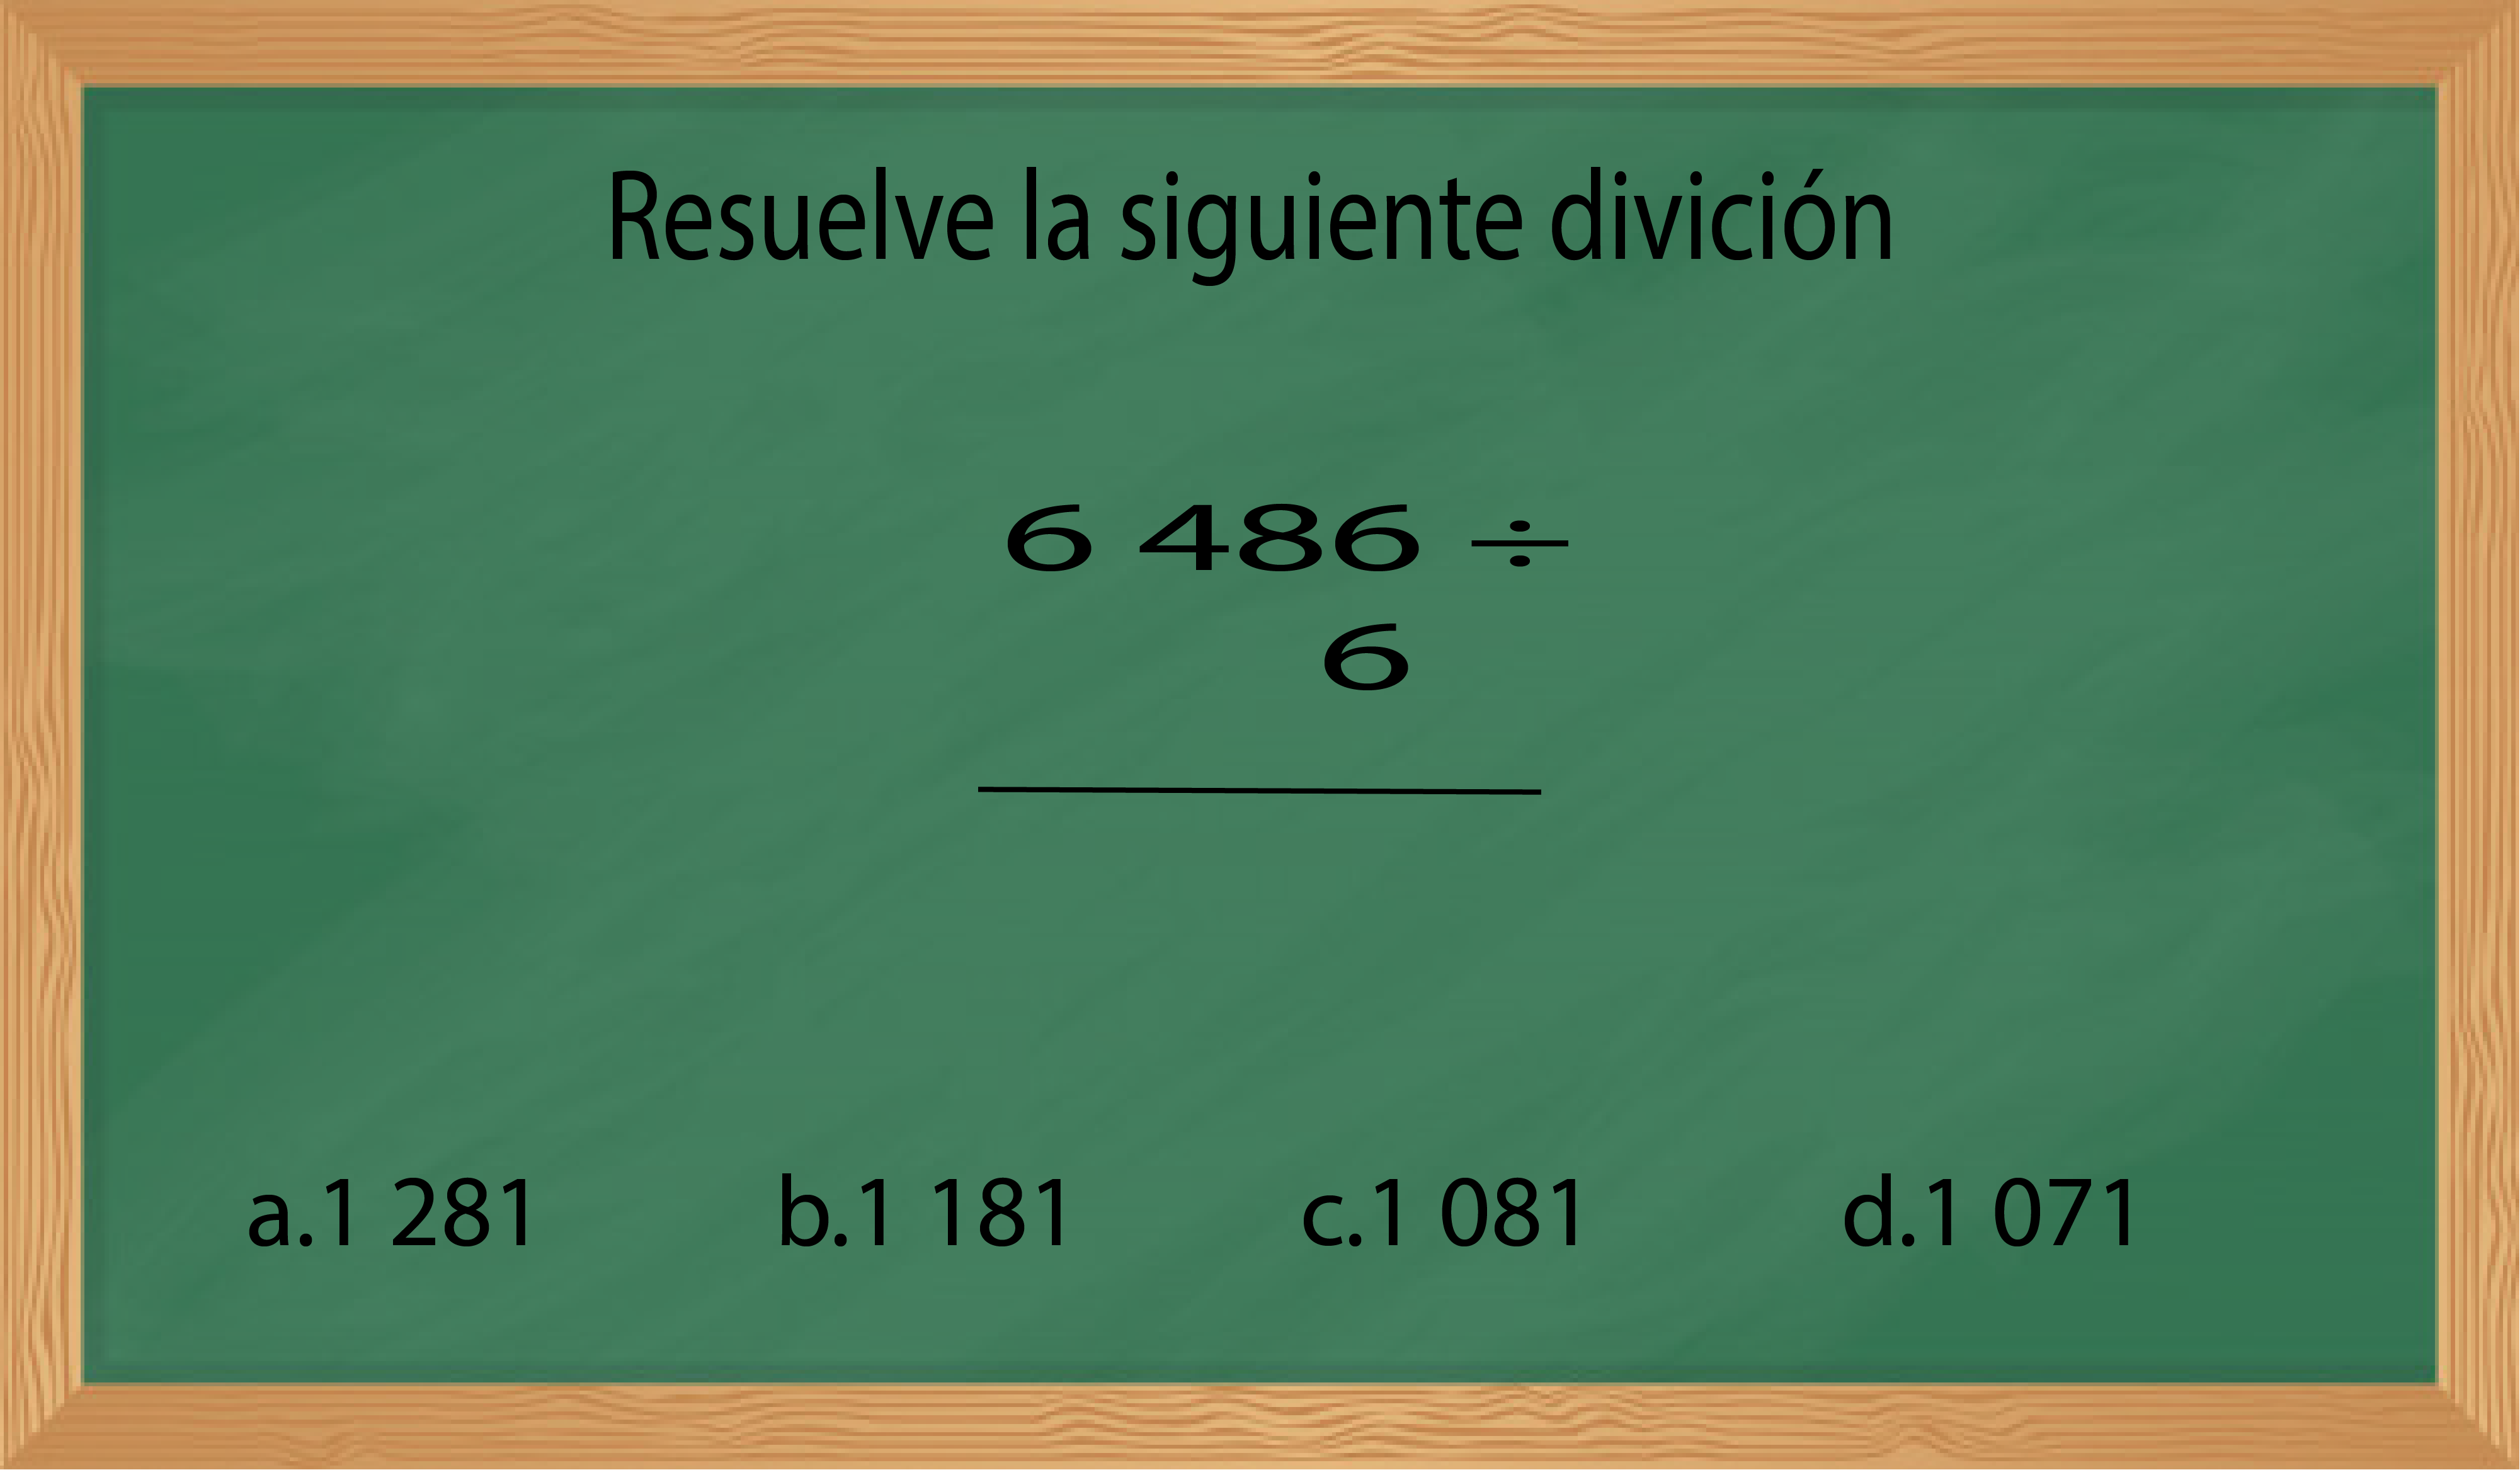 Resuelve la siguiente divición
6 486 ÷
6
a.1 281 b.1 181 c.1 081 d.1 071